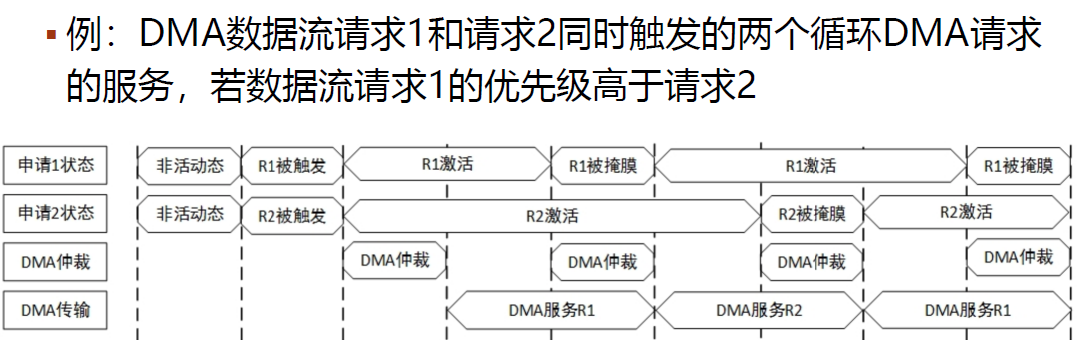 例：DMA数据流请求1和请求2同时触发的两个循环DMA请求
的服务，若数据流请求1的优先级高于请求2
申请1状态 非活动态 R1被触发 R1激活 R1被掩膜 R1激活 R1被掩膜
申请2状态 非活动态 R2被触发 R2激活 R2被掩膜 R2激活
DMA仲裁 DMA仲裁 DMA仲裁 DMA仲裁 DMA仲裁
DMA传输 DMA服务R1 DMA服务R2 DMA服务R1